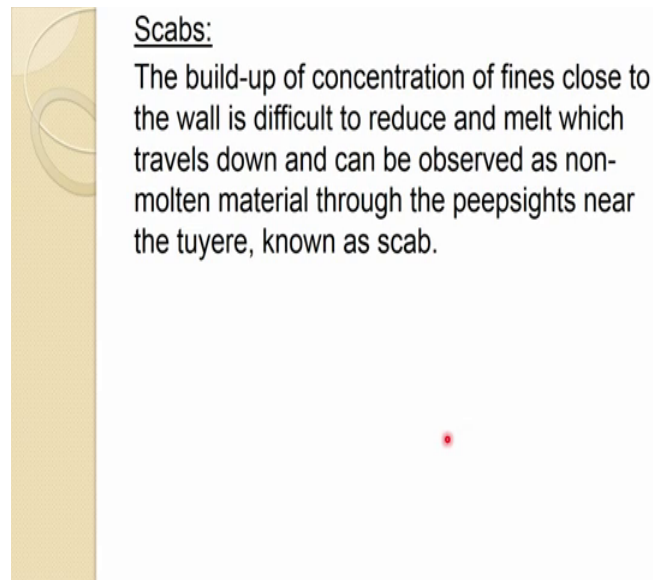 Scabs:
The build-up of concentration of fines close to
the wall is difficult to reduce and melt which
travels down and can be observed as non-
molten material through the peepsights near
the tuyere, known as scab.